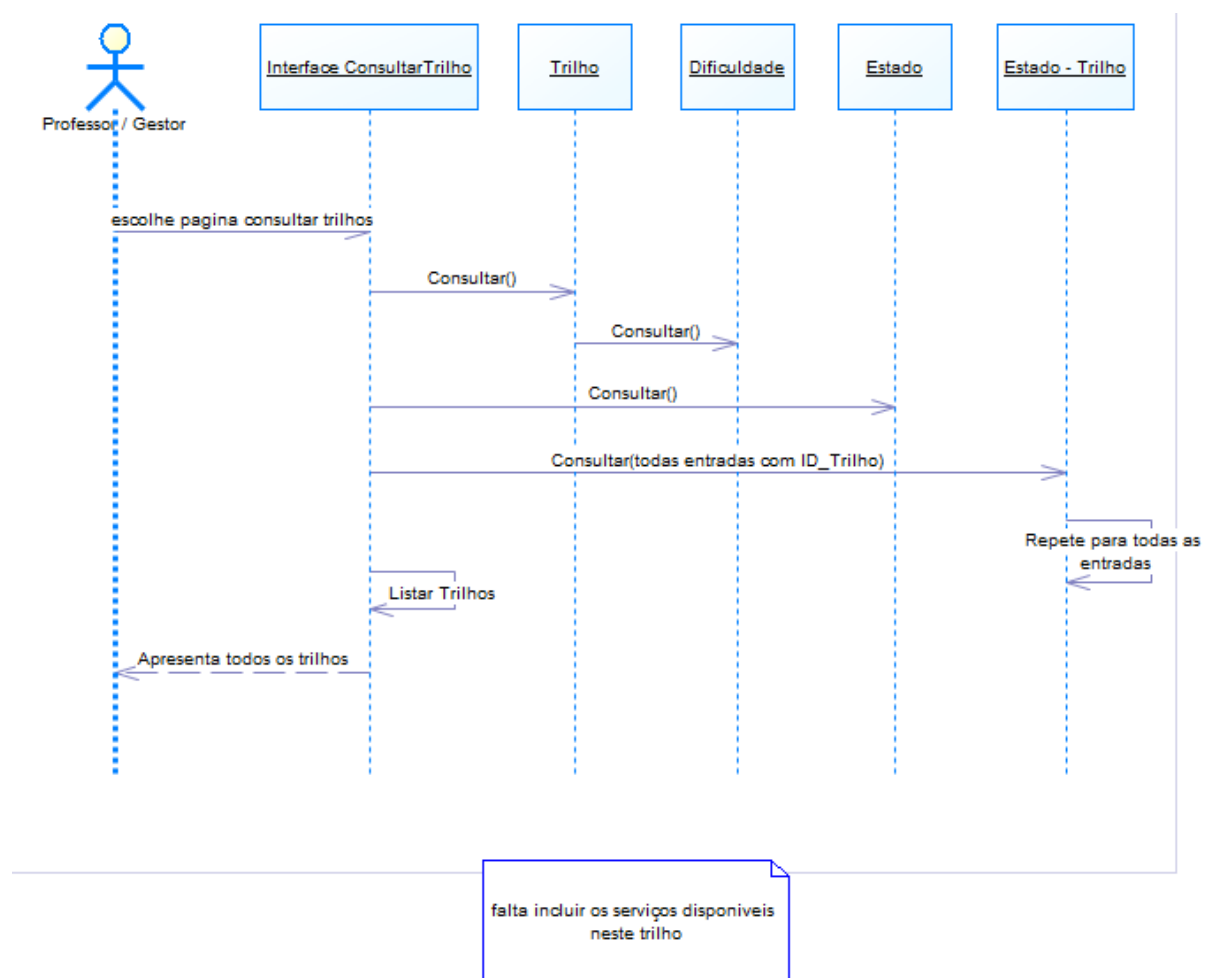 Professor / Gestor
Interface ConsultarTrilho
Trilho
Dificuldade
Estado
Estado - Trilho
escolhe pagina consultar trilhos
Consultar()
Consultar()
Consultar()
Consultar(todas entradas com ID_Trilho)
Repete para todas as
entradas
Listar Trilhos
Apresenta todos os trilhos
falta incluir os serviços disponiveis
neste trilho